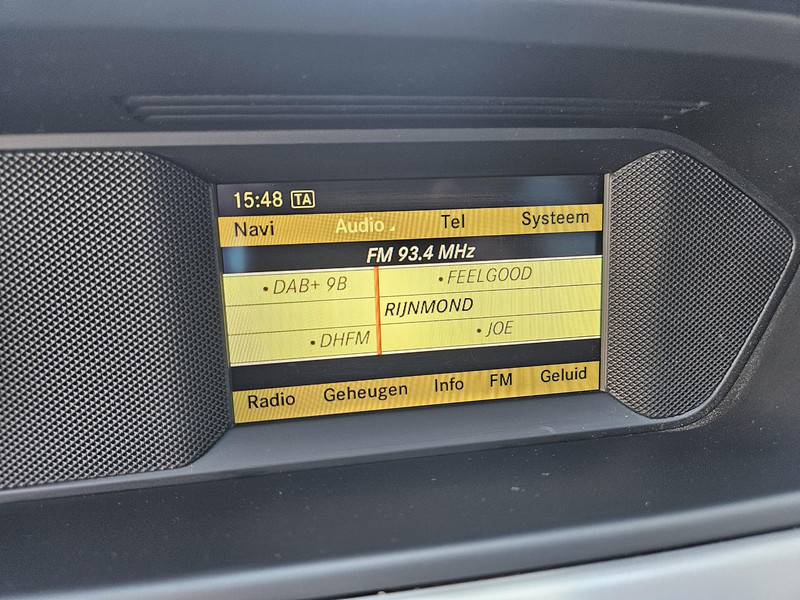 15:48 TA
Navi Audio Tel Systeem
FM 93.4 MHz
• DAB+ 9B • FEELGOOD
RIJNMOND
• DHFM • JOE
Radio Geheugen Info FM Geluid